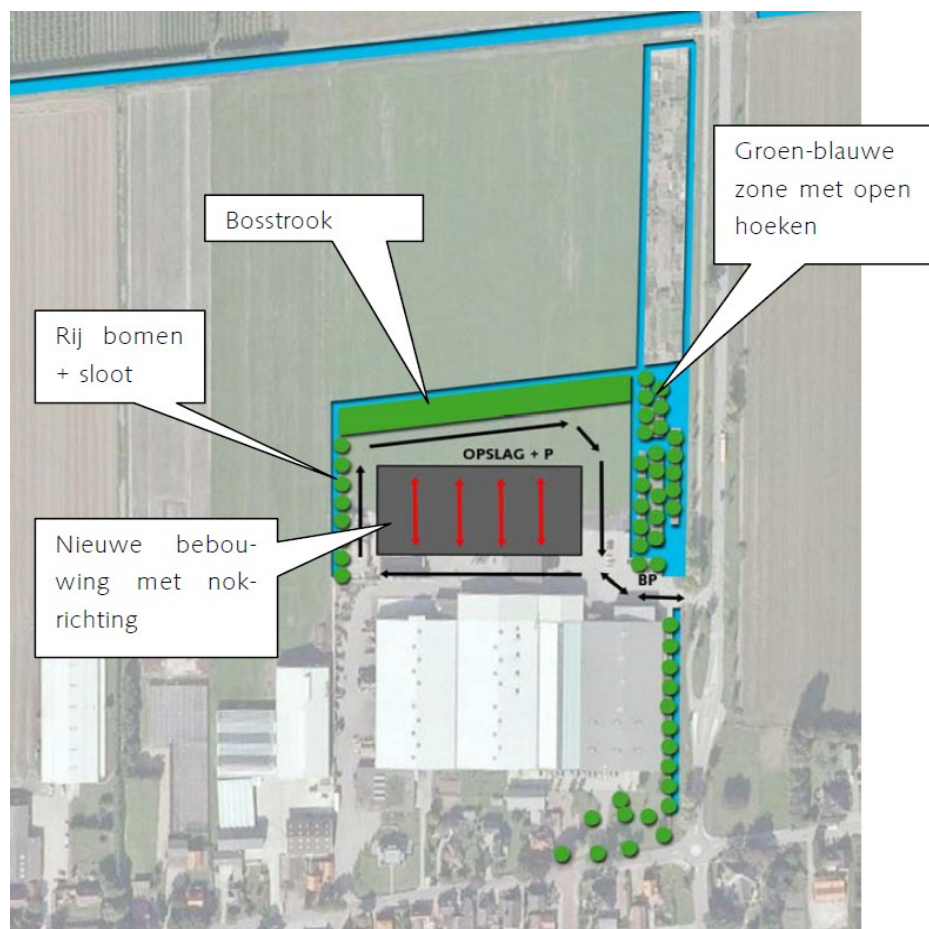 Groen-blauwe
zone met open
hoeken
Bosstrook
Rij bomen
+ sloot
OPSLAG + P
Nieuwe bebou-
wing met nok-
richting
BP